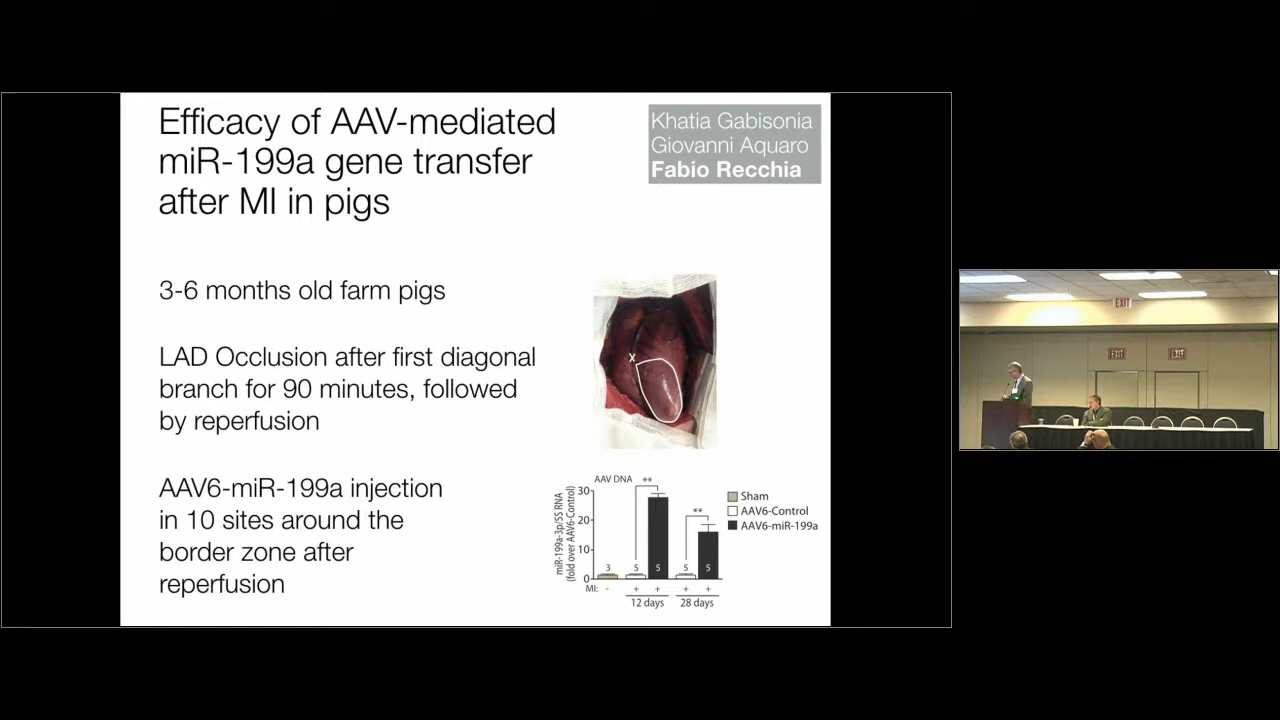 Efficacy of AAV-mediated
miR-199a gene transfer
after MI in pigs
Khatia Gabisonia
Giovanni Aquaro
Fabio Recchia
3-6 months old farm pigs
LAD Occlusion after first diagonal
branch for 90 minutes, followed
by reperfusion
AAV6-miR-199a injection
in 10 sites around the
border zone after
reperfusion
X
AAV DNA
miR-199a-3p/5S RNA
(fold over AAV6-Control)
30
20
10
0
** **
3 5 5 5 5
MI: - + + + +
12 days 28 days
Sham
AAV6-Control
AAV6-miR-199a
EXIT
EXIT
EXIT